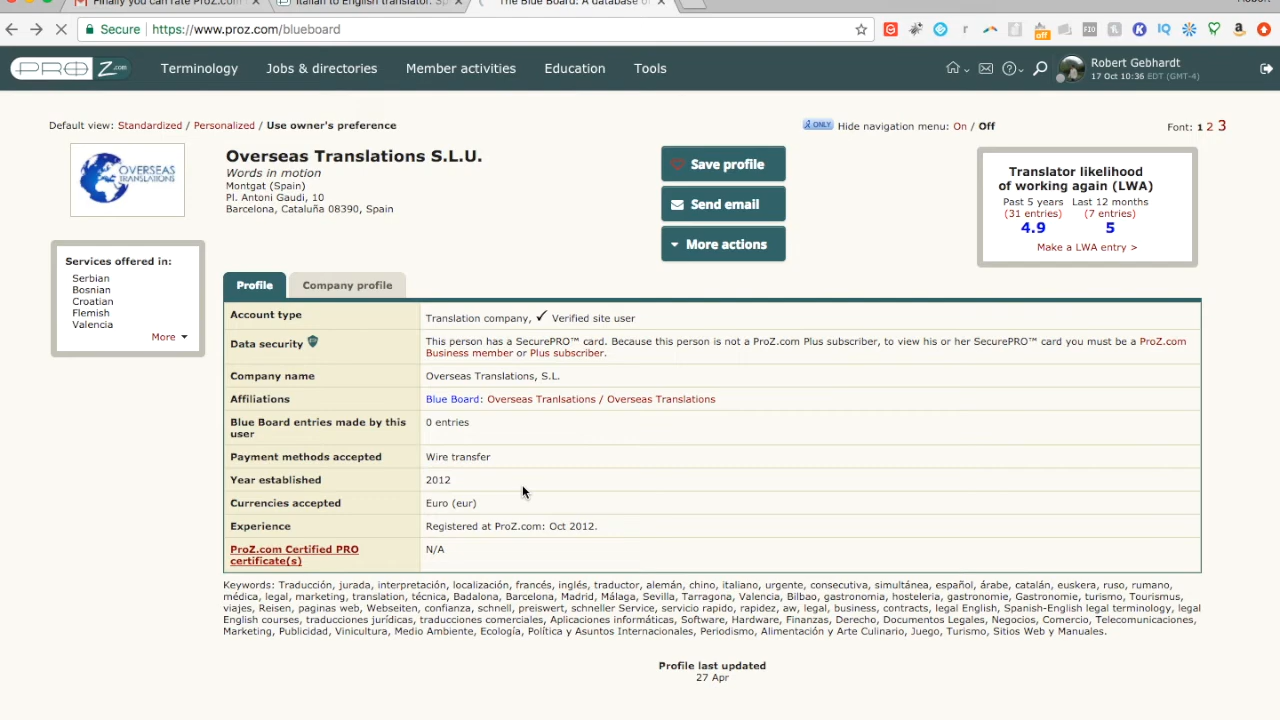 Finally you can rate ProZ.com
Italian to English translator. S
The Blue Board: A database o
Secure https://www.proz.com/blueboard
off
F10
IQ
PRO Z.com
Terminology Jobs & directories Member activities Education Tools
Robert Gebhardt
17 Oct 10:36 EDT (GMT-4)
Default view: Standardized / Personalized / Use owner's preference
ONLY Hide navigation menu: On / Off
Font: 1 2 3
OVERSEAS
TRANSLATIONS
Overseas Translations S.L.U.
Words in motion
Montgat (Spain)
Pl. Antoni Gaudi, 10
Barcelona, Cataluña 08390, Spain
Save profile
Send email
More actions
Translator likelihood
of working again (LWA)
Past 5 years Last 12 months
(31 entries) (7 entries)
4.9 5
Make a LWA entry >
Services offered in:
Serbian
Bosnian
Croatian
Flemish
Valencia
More
Profile Company profile
Account type Translation company, ✓ Verified site user
Data security This person has a SecurePRO™ card. Because this person is not a ProZ.com Plus subscriber, to view his or her SecurePRO™ card you must be a ProZ.com
Business member or Plus subscriber.
Company name Overseas Translations, S.L.
Affiliations Blue Board: Overseas Tranlsations / Overseas Translations
Blue Board entries made by this
user
0 entries
Payment methods accepted Wire transfer
Year established 2012
Currencies accepted Euro (eur)
Experience Registered at ProZ.com: Oct 2012.
ProZ.com Certified PRO
certificate(s)
N/A
Keywords: Traducción, jurada, interpretación, localización, francés, inglés, traductor, alemán, chino, italiano, urgente, consecutiva, simultánea, español, árabe, catalán, euskera, ruso, rumano,
médica, legal, marketing, translation, técnica, Badalona, Barcelona, Madrid, Málaga, Sevilla, Tarragona, Valencia, Bilbao, gastronomia, hosteleria, gastronomie, Gastronomie, turismo, Tourismus,
viajes, Reisen, paginas web, Webseiten, confianza, schnell, preiswert, schneller Service, servicio rapido, rapidez, aw, legal, business, contracts, legal English, Spanish-English legal terminology, legal
English courses, traducciones jurídicas, traducciones comerciales, Aplicaciones informáticas, Software, Hardware, Finanzas, Derecho, Documentos Legales, Negocios, Comercio, Telecomunicaciones,
Marketing, Publicidad, Vinicultura, Medio Ambiente, Ecología, Política y Asuntos Internacionales, Periodismo, Alimentación y Arte Culinario, Juego, Turismo, Sitios Web y Manuales.
Profile last updated
27 Apr